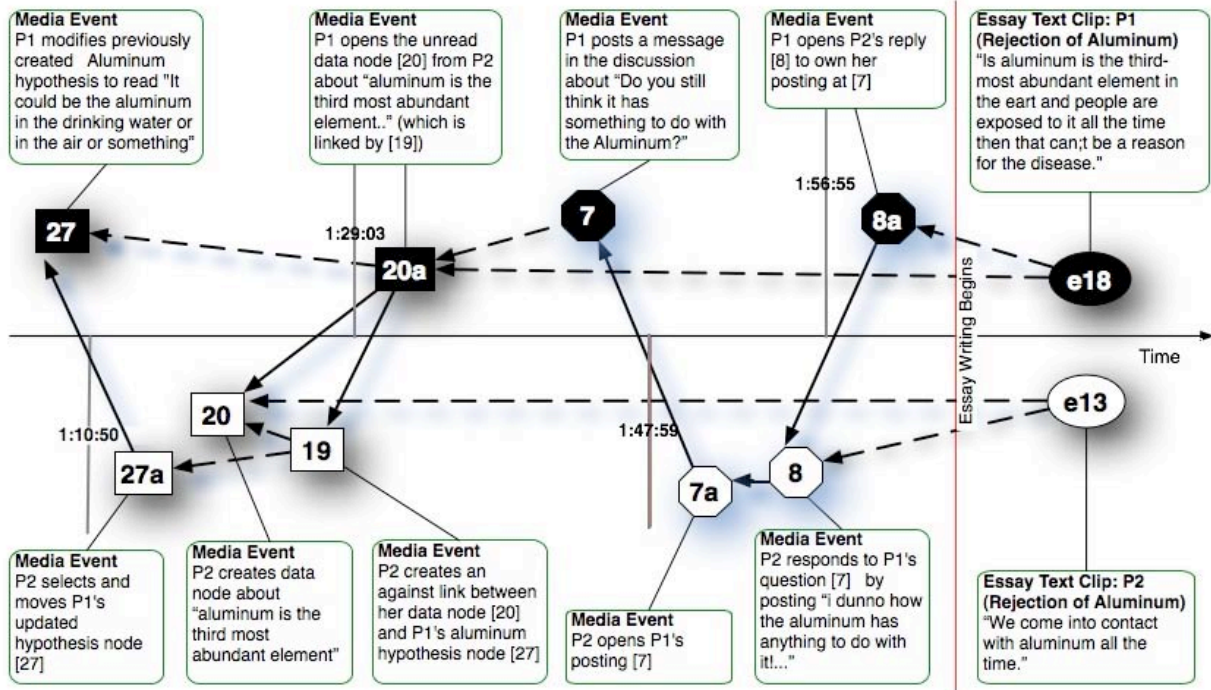 Media Event
P1 modifies previously
created Aluminum
hypothesis to read "It
could be the aluminum
in the drinking water or
in the air or something"
Media Event
P1 opens the unread
data node [20] from P2
about “aluminum is the
third most abundant
element..” (which is
linked by [19])
Media Event
P1 posts a message
in the discussion
about “Do you still
think it has
something to do with
the Aluminum?”
Media Event
P1 opens P2's reply
[8] to own her
posting at [7]
Essay Text Clip: P1
(Rejection of Aluminum)
“Is aluminum is the third-
most abundant element in
the eart and people are
exposed to it all the time
then that can;t be a reason
for the disease.”
27
1:29:03
20a
7
1:56:55
8a
e18
Essay Writing Begins
Time
1:10:50
20
19
27a
1:47:59
7a
8
e13
Media Event
P2 selects and
moves P1's
updated
hypothesis node
[27]
Media Event
P2 creates data
node about
“aluminum is the
third most
abundant element”
Media Event
P2 creates an
against link between
her data node [20]
and P1's aluminum
hypothesis node [27]
Media Event
P2 opens P1's
posting [7]
Media Event
P2 responds to P1's
question [7] by
posting “i dunno how
the aluminum has
anything to do with
it!...”
Essay Text Clip: P2
(Rejection of Aluminum)
“We come into contact
with aluminum all the
time.”